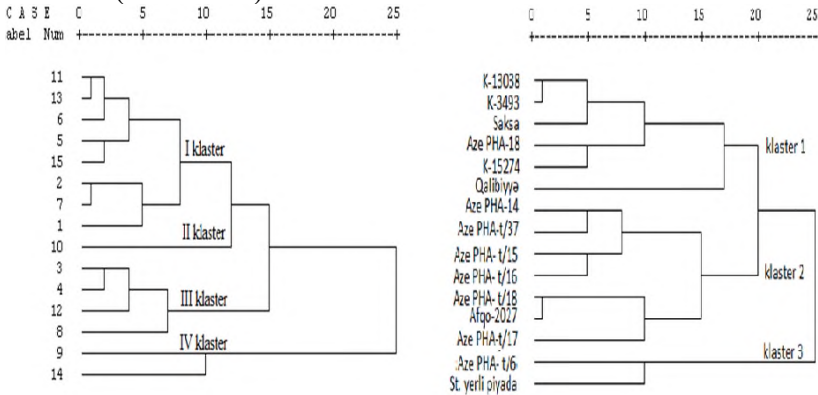 C A S E 0 5 10 15 20 25
abel Num +---------+---------+---------+---------+---------+
11
13
6
5
15
2
7
1
10
3
4
12
8
9
14
I klaster
II klaster
III klaster
IV klaster
0 5 10 15 20 25
+---------+---------+---------+---------+---------+
K-13038
K-3493
Saksa
Aze PHA-18
K-15274
Qalibiyyə
Aze PHA-14
Aze PHA-t/37
Aze PHA- t/15
Aze PHA- t/16
Aze PHA- t/18
Afqo-2027
Aze PHA-t/17
Aze PHA- t/6
St. yerli piyada
klaster 1
klaster 2
klaster 3